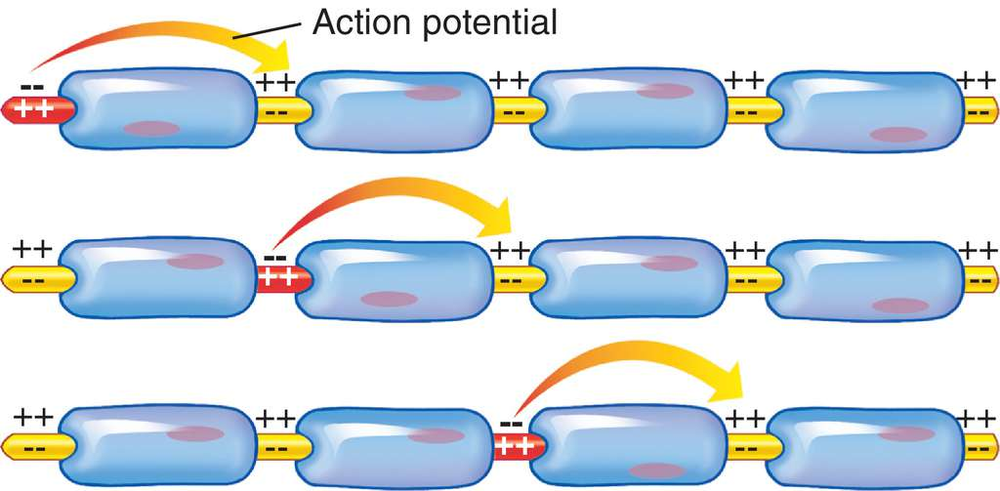 Action potential
-- ++ ++ ++ ++
++ -- -- -- --
++ -- ++ ++ ++
-- ++ -- -- --
++ ++ -- ++ ++
-- -- ++ -- --